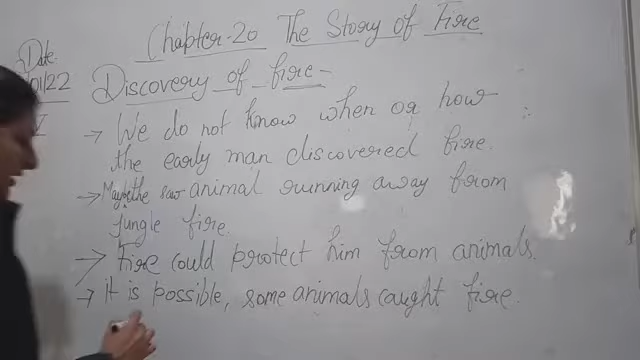 Chapter-20 The Story of Fire
Date
01/22
Discovery of fire-
→ We do not know when or how
the early man discovered fire.
→ Maybe he saw animal running away from
jungle fire.
→ Fire could protect him from animals.
→ It is possible, some animals caught fire.